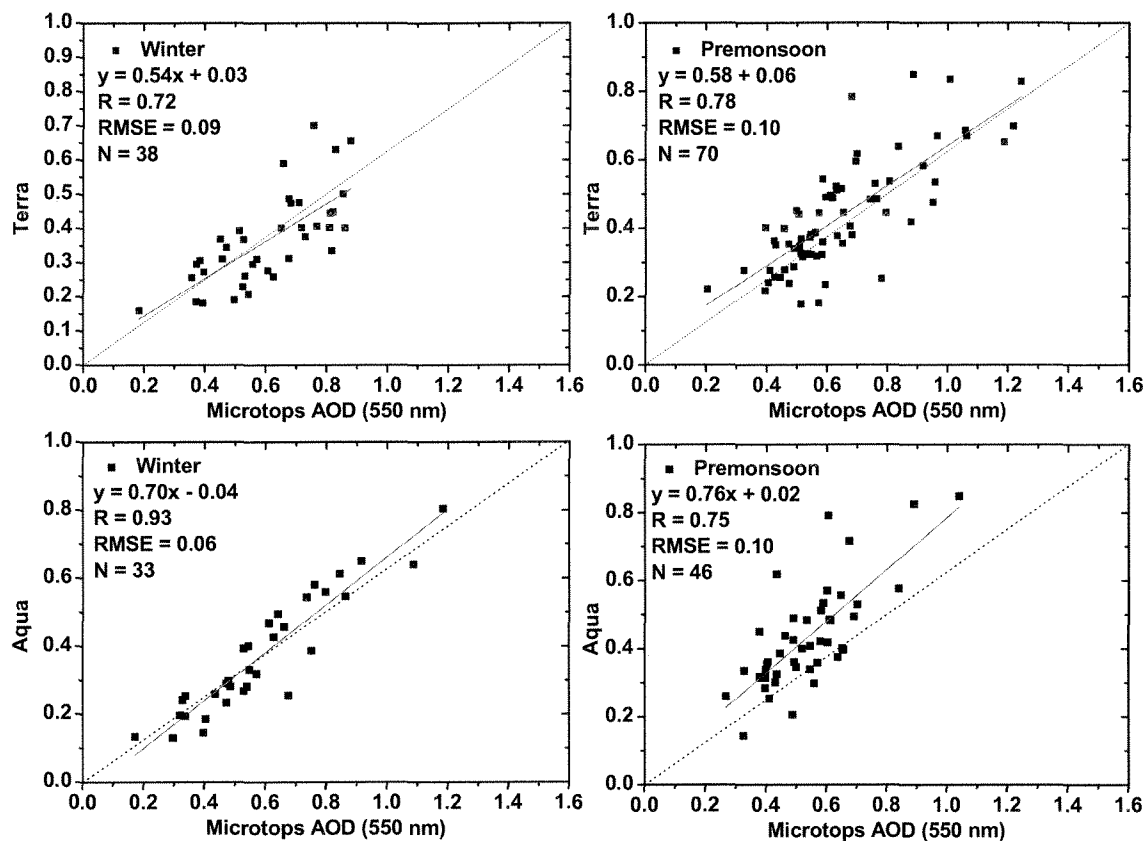 1.0
0.9
0.8
0.7
0.6
0.5
0.4
0.3
0.2
0.1
0.0
Terra
Winter
y = 0.54x + 0.03
R = 0.72
RMSE = 0.09
N = 38
0.0 0.2 0.4 0.6 0.8 1.0 1.2 1.4 1.6
Microtops AOD (550 nm)
1.0
0.9
0.8
0.7
0.6
0.5
0.4
0.3
0.2
0.1
0.0
Terra
Premonsoon
y = 0.58 + 0.06
R = 0.78
RMSE = 0.10
N = 70
0.0 0.2 0.4 0.6 0.8 1.0 1.2 1.4 1.6
Microtops AOD (550 nm)
1.0
0.8
0.6
0.4
0.2
0.0
Aqua
Winter
y = 0.70x - 0.04
R = 0.93
RMSE = 0.06
N = 33
0.0 0.2 0.4 0.6 0.8 1.0 1.2 1.4 1.6
Microtops AOD (550 nm)
1.0
0.8
0.6
0.4
0.2
0.0
Aqua
Premonsoon
y = 0.76x + 0.02
R = 0.75
RMSE = 0.10
N = 46
0.0 0.2 0.4 0.6 0.8 1.0 1.2 1.4 1.6
Microtops AOD (550 nm)